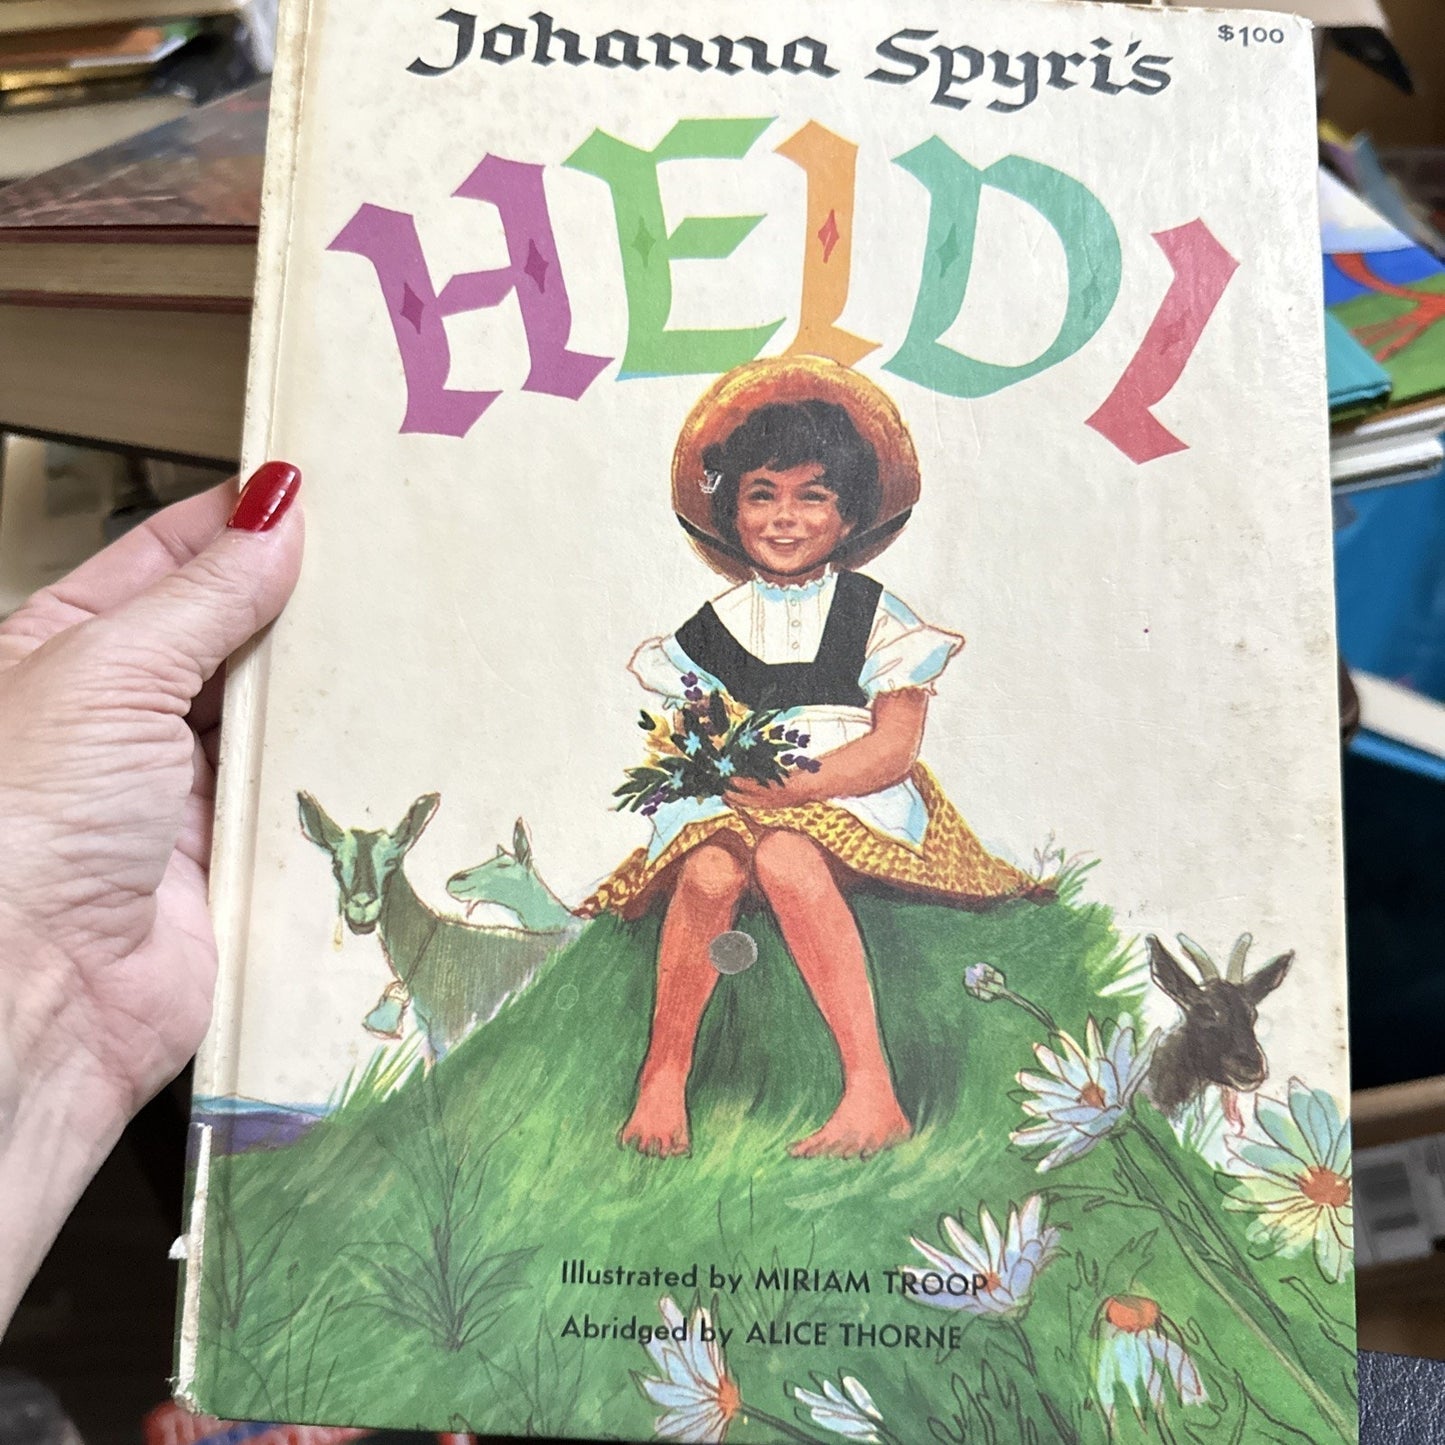 Johanna Spyri's
$1⁰⁰
HEIDI
Illustrated by MIRIAM TROOP
Abridged by ALICE THORNE